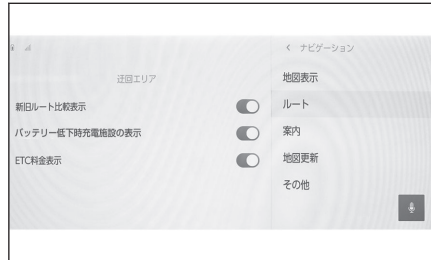 迂回エリア
新旧ルート比較表示
バッテリー低下時充電施設の表示
ETC料金表示
ナビゲーション
地図表示
ルート
案内
地図更新
その他